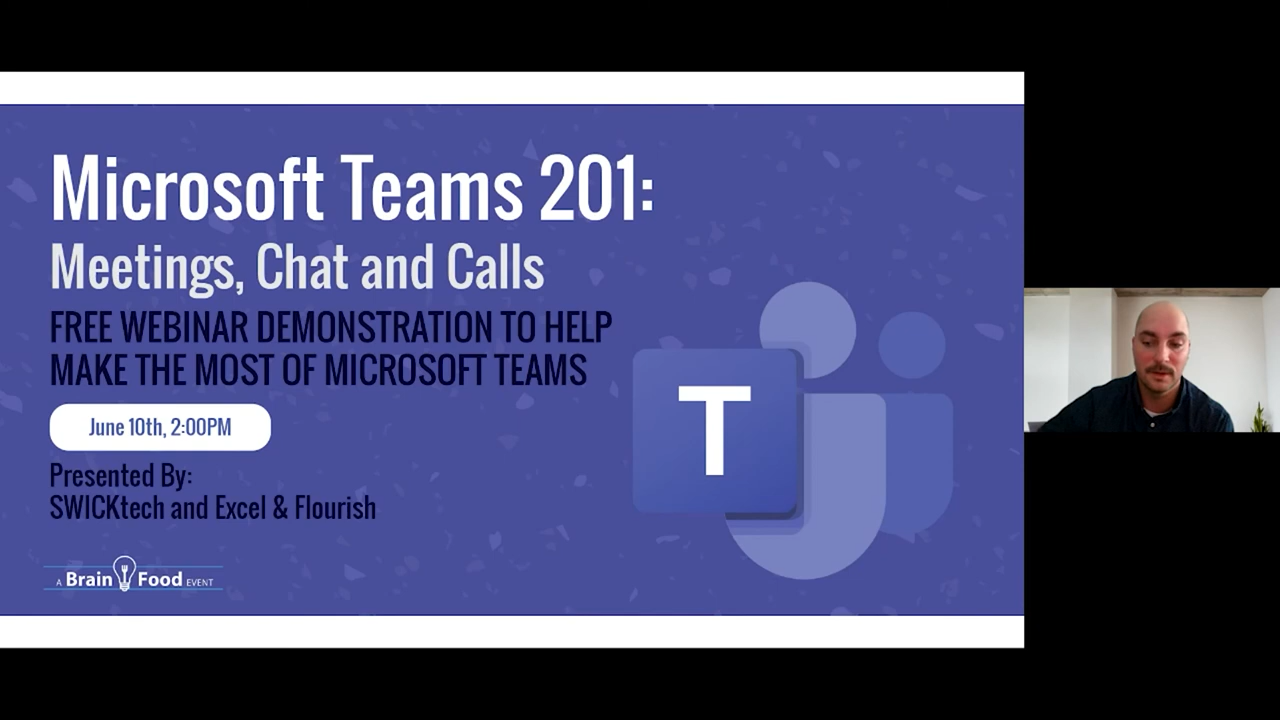 Microsoft Teams 201:
Meetings, Chat and Calls
FREE WEBINAR DEMONSTRATION TO HELP
MAKE THE MOST OF MICROSOFT TEAMS
June 10th, 2:00PM
Presented By:
SWICKtech and Excel & Flourish
A Brain Food EVENT
T